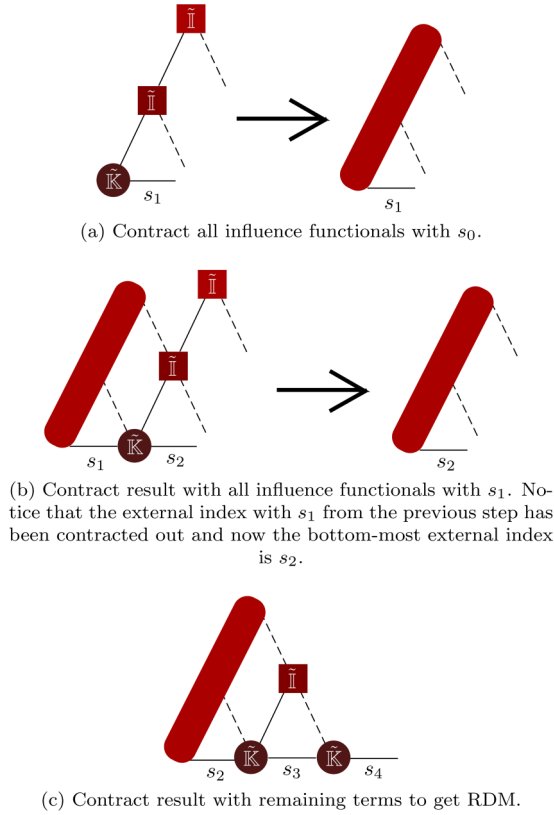 𝕀̃
𝕀̃
𝕂̃
s₁
s₁
(a) Contract all influence functionals with s₀.
𝕀̃
𝕀̃
𝕂̃
s₁
s₂
s₂
(b) Contract result with all influence functionals with s₁. No-
tice that the external index with s₁ from the previous step has
been contracted out and now the bottom-most external index
is s₂.
𝕀̃
𝕂̃
𝕂̃
s₂
s₃
s₄
(c) Contract result with remaining terms to get RDM.